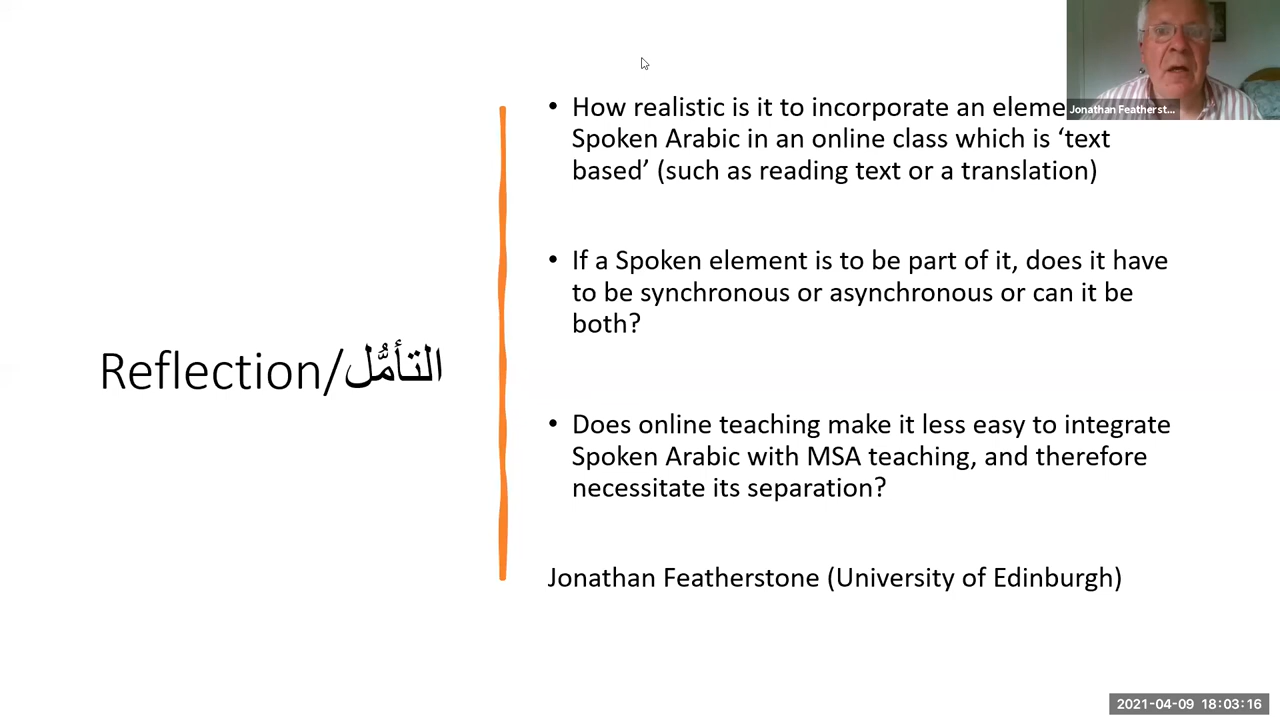 Reflection/التأمُّل
• How realistic is it to incorporate an
Spoken Arabic in an online class which is ‘text
based’ (such as reading text or a translation)
• If a Spoken element is to be part of it, does it have
to be synchronous or asynchronous or can it be
both?
• Does online teaching make it less easy to integrate
Spoken Arabic with MSA teaching, and therefore
necessitate its separation?
Jonathan Featherstone (University of Edinburgh)
Jonathan Featherst...
2021-04-09 18:03:16